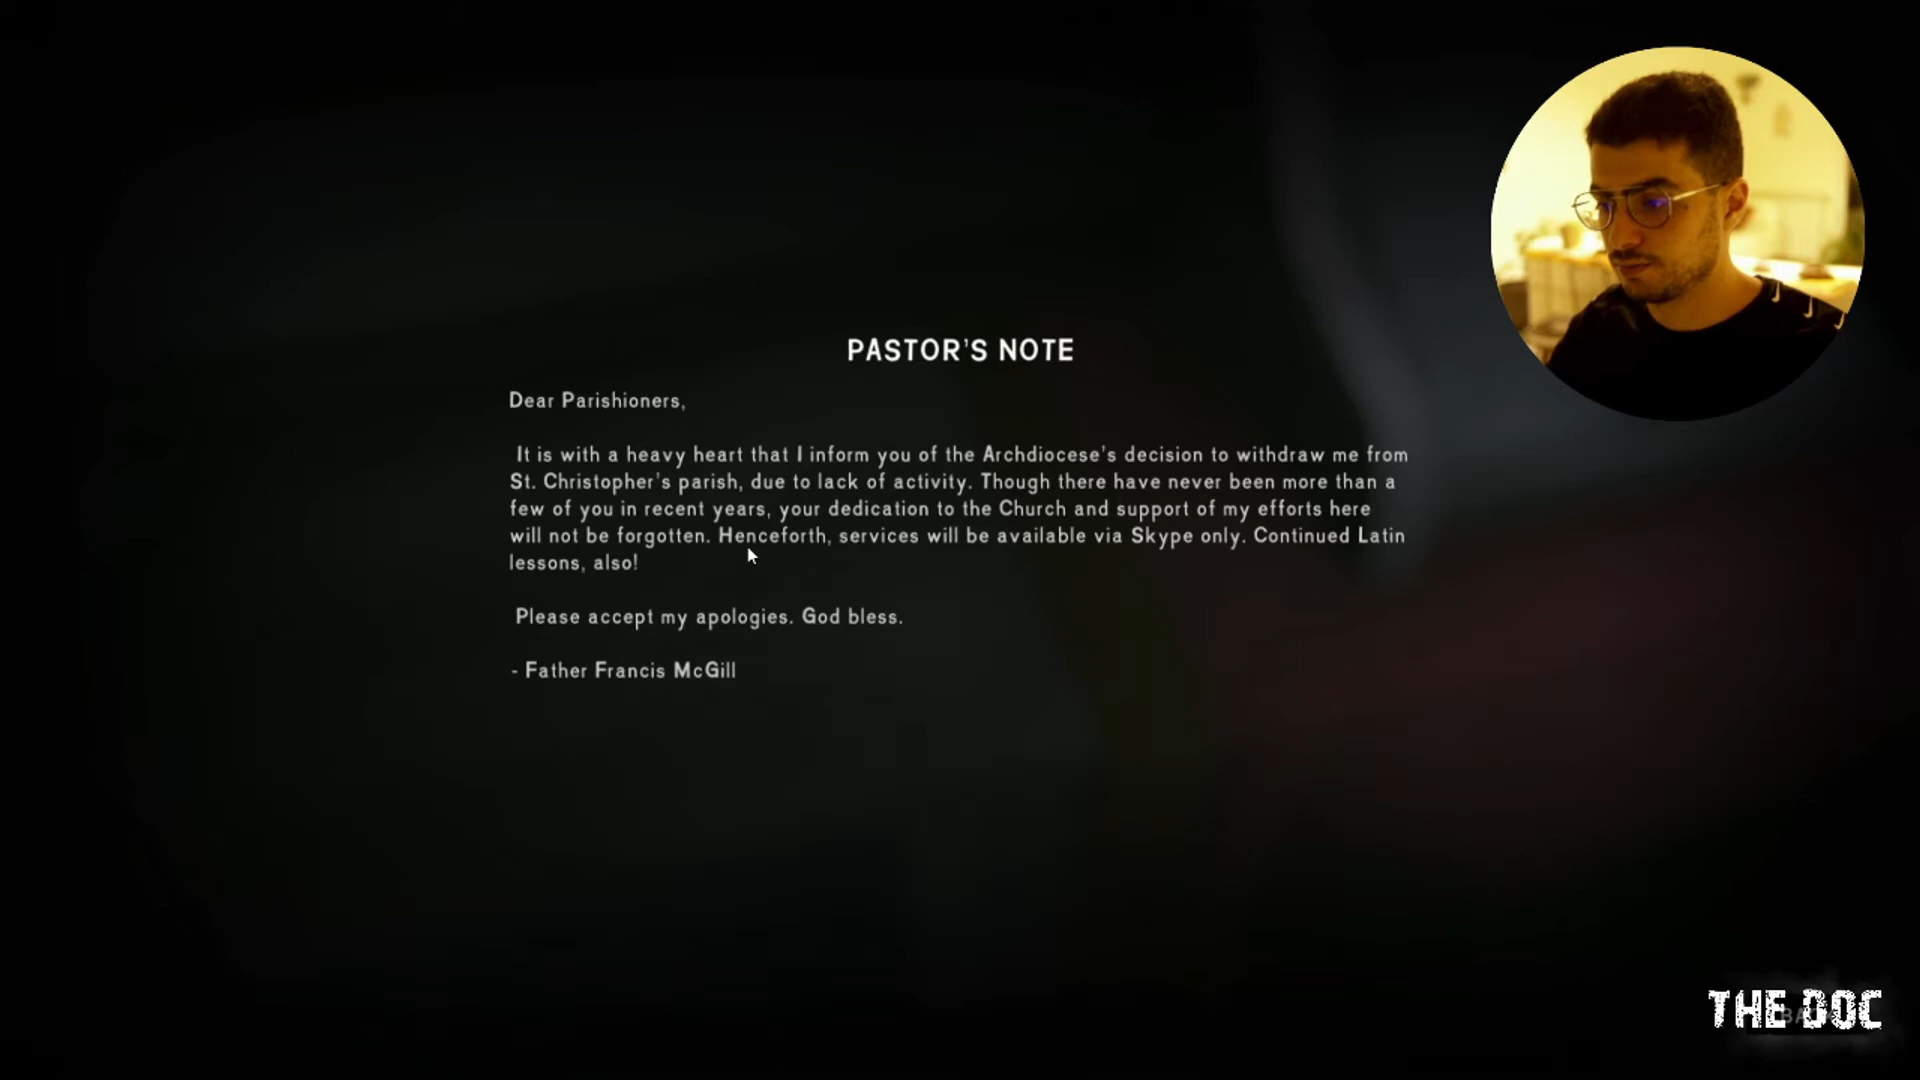 PASTOR'S NOTE
Dear Parishioners,
It is with a heavy heart that I inform you of the Archdiocese's decision to withdraw me from
St. Christopher's parish, due to lack of activity. Though there have never been more than a
few of you in recent years, your dedication to the Church and support of my efforts here
will not be forgotten. Henceforth, services will be available via Skype only. Continued Latin
lessons, also!
Please accept my apologies. God bless.
- Father Francis McGill
THE DOC